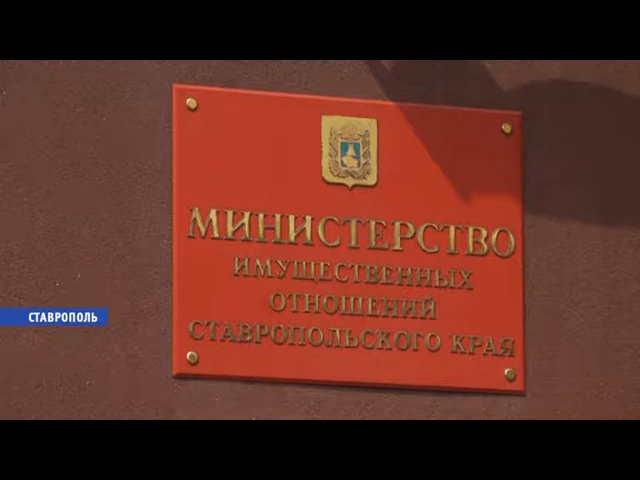 МИНИСТЕРСТВО
ИМУЩЕСТВЕННЫХ
ОТНОШЕНИЙ
СТАВРОПОЛЬСКОГО КРАЯ
СТАВРОПОЛЬ